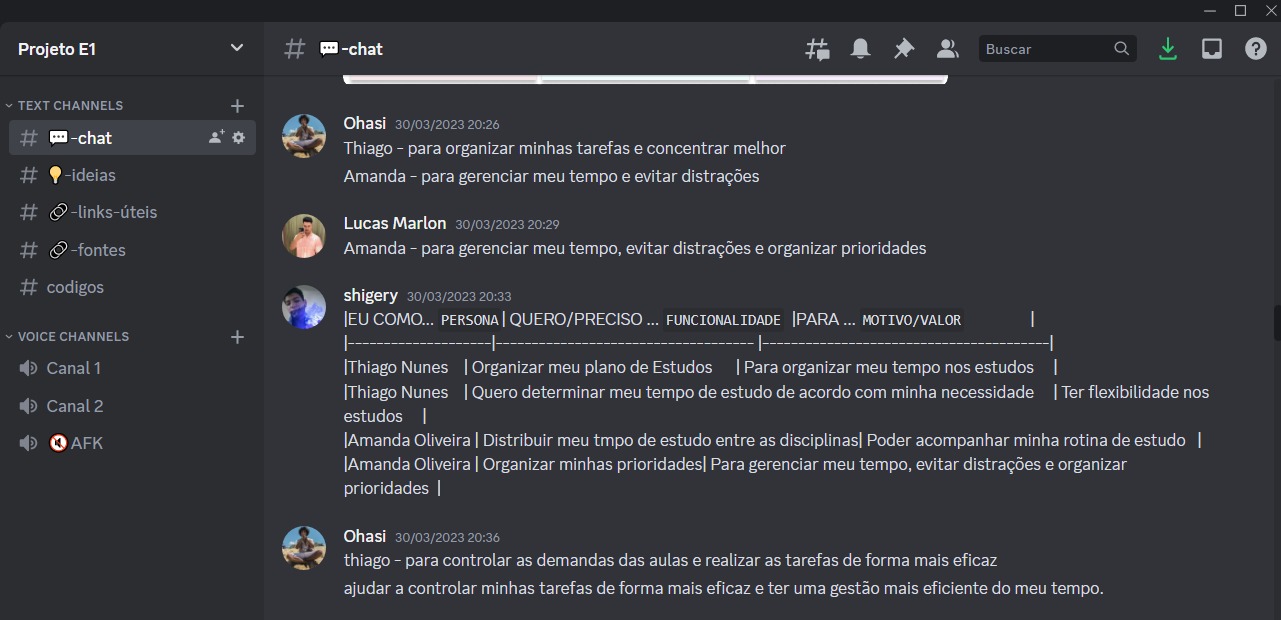 Projeto E1
💬-chat
Buscar
TEXT CHANNELS
💬-chat
💡-ideias
🔗-links-úteis
🔗-fontes
codigos
VOICE CHANNELS
Canal 1
Canal 2
🔇AFK
Ohasi 30/03/2023 20:26
Thiago - para organizar minhas tarefas e concentrar melhor
Amanda - para gerenciar meu tempo e evitar distrações
Lucas Marlon 30/03/2023 20:29
Amanda - para gerenciar meu tempo, evitar distrações e organizar prioridades
shigery 30/03/2023 20:33
|EU COMO... PERSONA | QUERO/PRECISO ... FUNCIONALIDADE |PARA ... MOTIVO/VALOR |
|--------------------|------------------------------------|----------------------------------------|
|Thiago Nunes | Organizar meu plano de Estudos | Para organizar meu tempo nos estudos |
|Thiago Nunes | Quero determinar meu tempo de estudo de acordo com minha necessidade | Ter flexibilidade nos
estudos |
|Amanda Oliveira | Distribuir meu tmpo de estudo entre as disciplinas| Poder acompanhar minha rotina de estudo |
|Amanda Oliveira | Organizar minhas prioridades| Para gerenciar meu tempo, evitar distrações e organizar
prioridades |
Ohasi 30/03/2023 20:36
thiago - para controlar as demandas das aulas e realizar as tarefas de forma mais eficaz
ajudar a controlar minhas tarefas de forma mais eficaz e ter uma gestão mais eficiente do meu tempo.